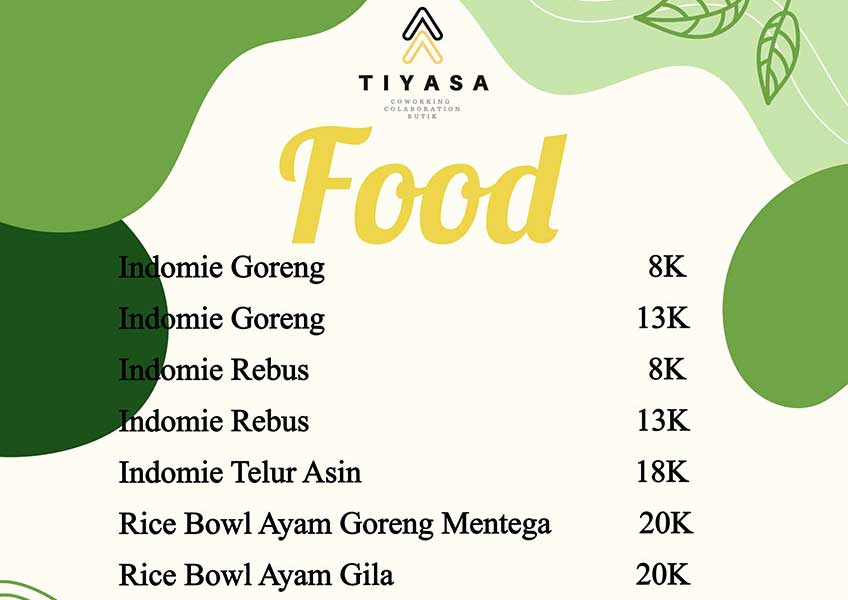 TIYASA
COWORKING
COLABORATION
BUTIK
Food
Indomie Goreng 8K
Indomie Goreng 13K
Indomie Rebus 8K
Indomie Rebus 13K
Indomie Telur Asin 18K
Rice Bowl Ayam Goreng Mentega 20K
Rice Bowl Ayam Gila 20K